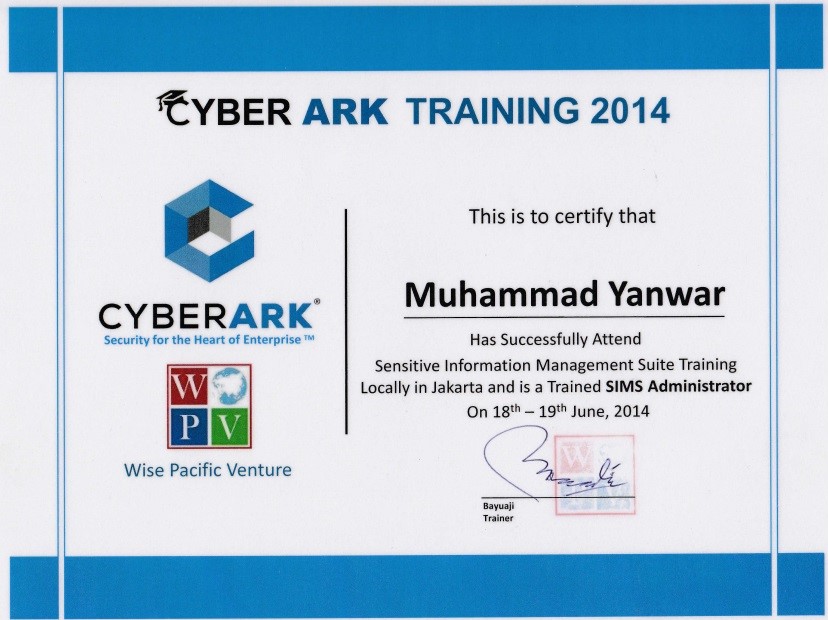 CYBER ARK TRAINING 2014
This is to certify that
Muhammad Yanwar
Has Successfully Attend
Sensitive Information Management Suite Training
Locally in Jakarta and is a Trained SIMS Administrator
On 18th – 19th June, 2014
CYBERARK®
Security for the Heart of Enterprise ™
W
P V
Wise Pacific Venture
W
P V
Bayuaji
Trainer